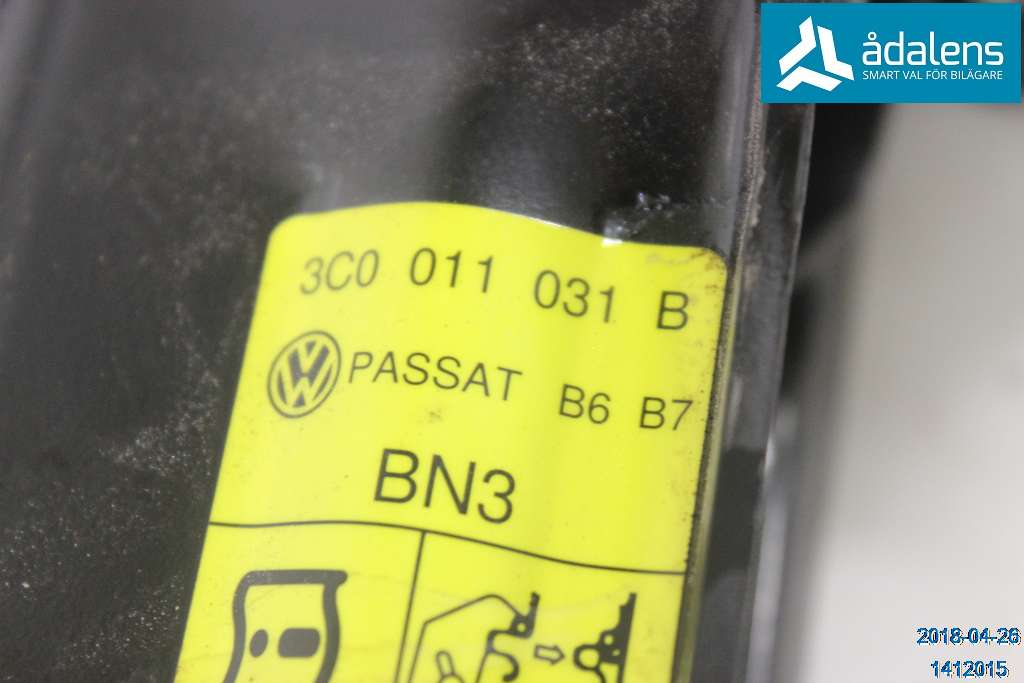 ådalens
SMART VAL FÖR BILÄGARE
3C0 011 031 B
PASSAT B6 B7
BN3
2018-04-26
1412015